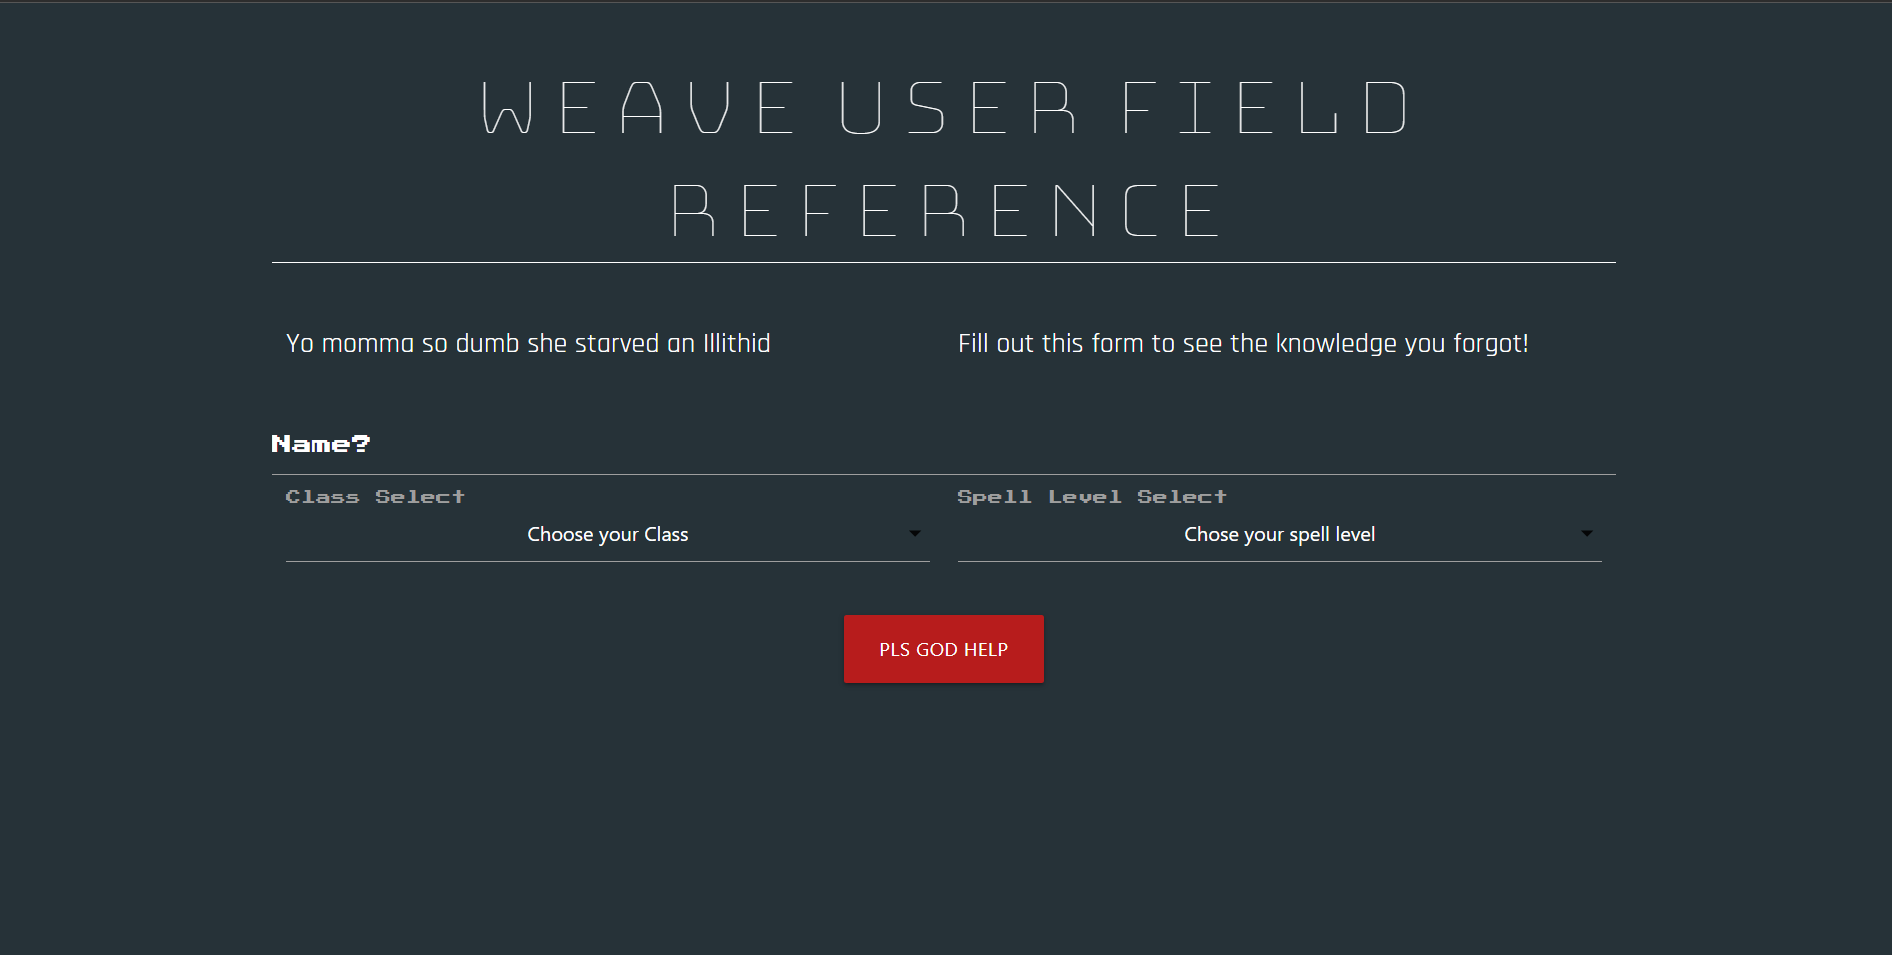 WEAVE USER FIELD
REFERENCE
Yo momma so dumb she starved an Illithid
Fill out this form to see the knowledge you forgot!
Name?
Class Select
Spell Level Select
Choose your Class
Chose your spell level
PLS GOD HELP